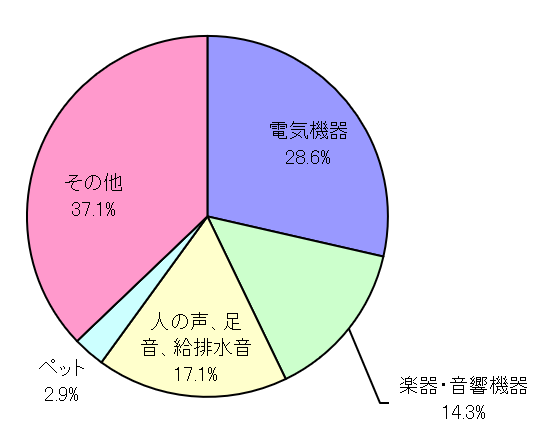 電気機器
28.6%
その他
37.1%
人の声、足
音、給排水音
17.1%
ペット
2.9%
楽器・音響機器
14.3%